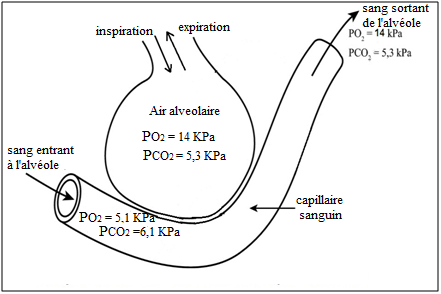 sang sortant
de l'alvéole
PO2 = 14 kPa
PCO2 = 5,3 kPa
inspiration
expiration
Air alveolaire
PO2 = 14 KPa
PCO2 = 5,3 KPa
sang entrant
à l'alvéole
PO2 = 5.1 KPa
PCO2 =6,1 KPa
capillaire
sanguin